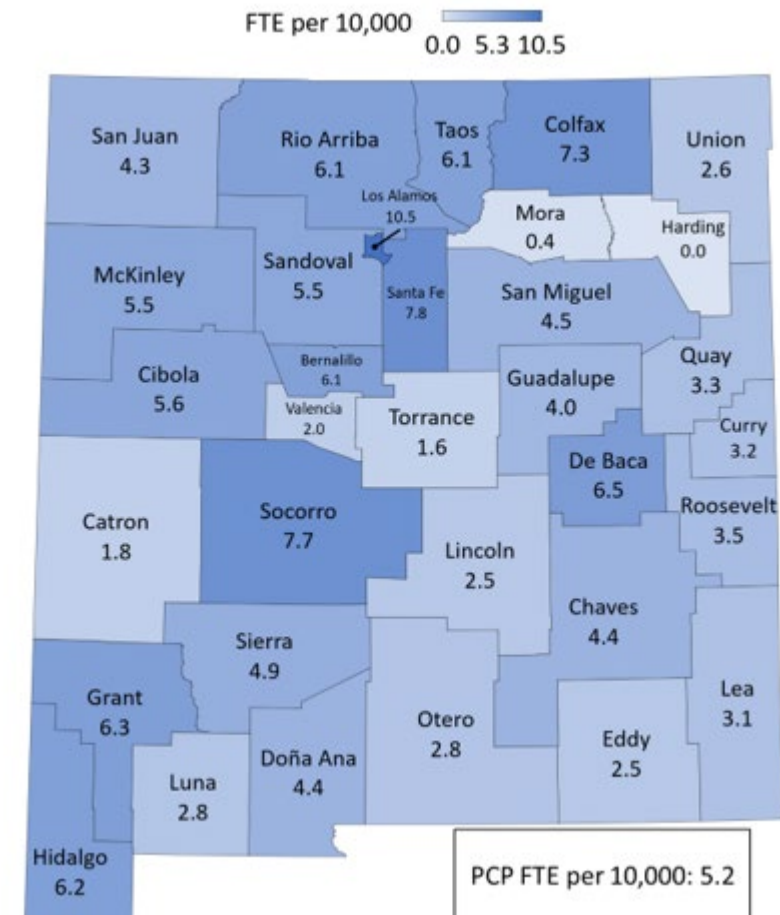 FTE per 10,000
0.0 5.3 10.5
San Juan
4.3
Rio Arriba
6.1
Taos
6.1
Colfax
7.3
Union
2.6
Los Alamos
10.5
Mora
0.4
Harding
0.0
McKinley
5.5
Sandoval
5.5
Santa Fe
7.8
San Miguel
4.5
Quay
3.3
Cibola
5.6
Bernalillo
6.1
Guadalupe
4.0
Valencia
2.0
Torrance
1.6
Curry
3.2
De Baca
6.5
Roosevelt
3.5
Catron
1.8
Socorro
7.7
Lincoln
2.5
Chaves
4.4
Sierra
4.9
Grant
6.3
Lea
3.1
Otero
2.8
Eddy
2.5
Doña Ana
4.4
Luna
2.8
Hidalgo
6.2
PCP FTE per 10,000: 5.2